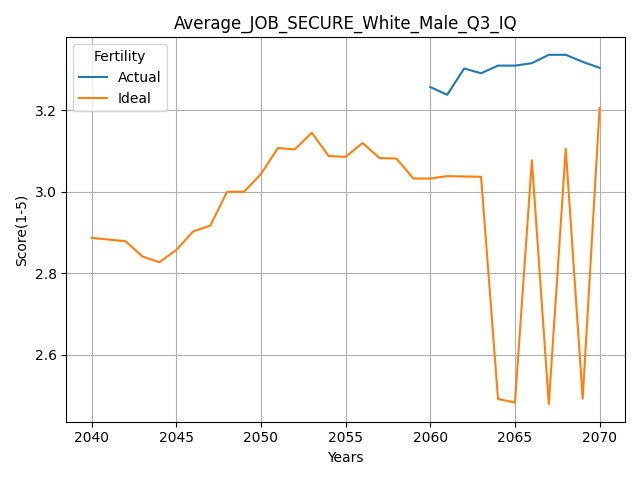 Average_JOB_SECURE_White_Male_Q3_IQ
Fertility
Actual
Ideal
Score(1-5)
3.2
3.0
2.8
2.6
2040 2045 2050 2055 2060 2065 2070
Years